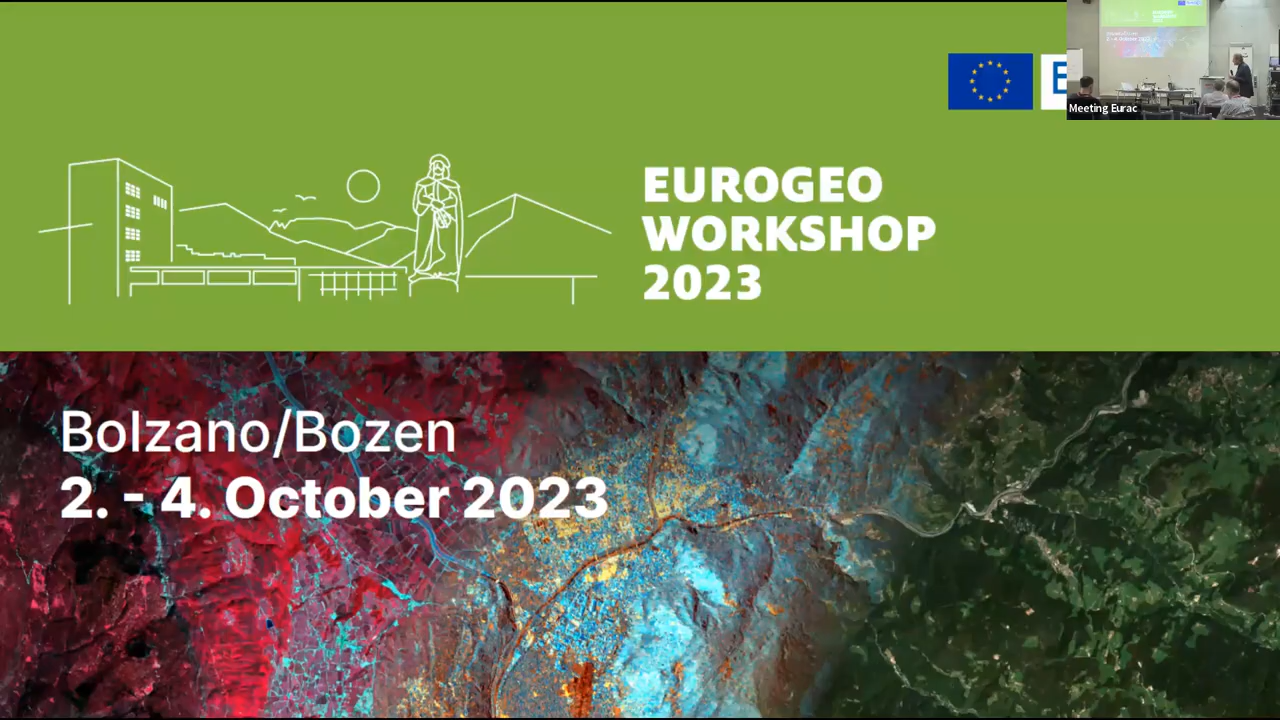 E
Meeting Eurac
EUROGEO
WORKSHOP
2023
Bolzano/Bozen
2. - 4. October 2023